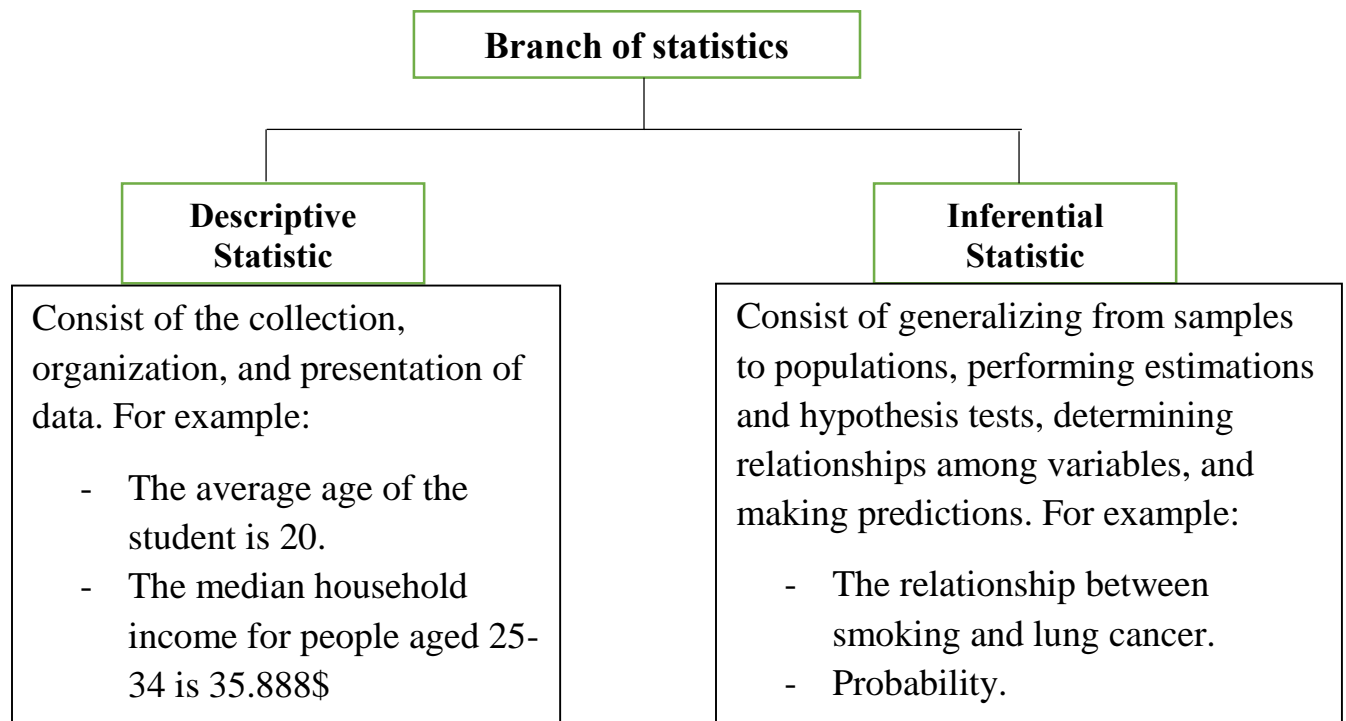 Branch of statistics
Descriptive
Statistic
Consist of the collection,
organization, and presentation of
data. For example:
- The average age of the
student is 20.
- The median household
income for people aged 25-
34 is 35.888$
Inferential
Statistic
Consist of generalizing from samples
to populations, performing estimations
and hypothesis tests, determining
relationships among variables, and
making predictions. For example:
- The relationship between
smoking and lung cancer.
- Probability.